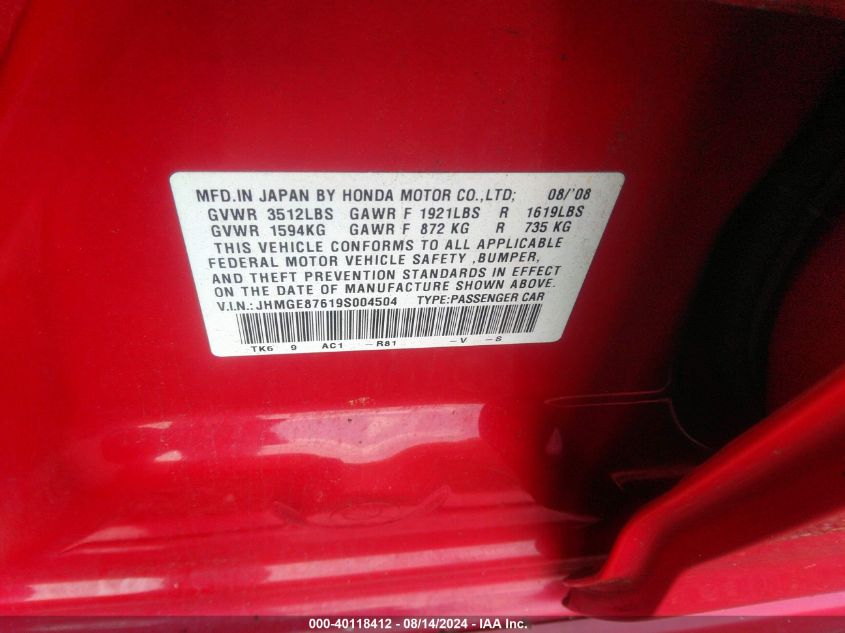 MFD.IN JAPAN BY HONDA MOTOR CO.,LTD; 08/'08
GVWR 3512LBS GAWR F 1921LBS R 1619LBS
GVWR 1594KG GAWR F 872 KG R 735 KG
THIS VEHICLE CONFORMS TO ALL APPLICABLE
FEDERAL MOTOR VEHICLE SAFETY ,BUMPER,
AND THEFT PREVENTION STANDARDS IN EFFECT
ON THE DATE OF MANUFACTURE SHOWN ABOVE.
V.I.N.:JHMGE87619S004504 TYPE:PASSENGER CAR
TK6 9 AC1 -R81 -V -S
000-40118412 - 08/14/2024 - IAA Inc.